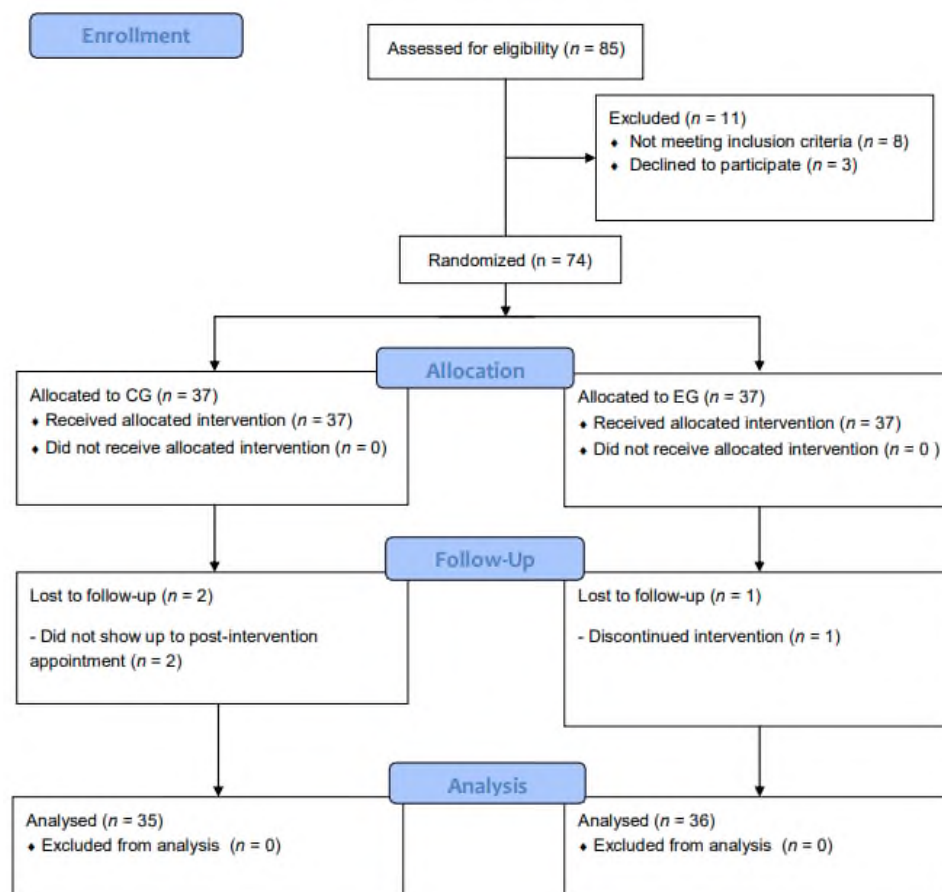 Enrollment
Assessed for eligibility (n = 85)
Excluded (n = 11)
♦ Not meeting inclusion criteria (n = 8)
♦ Declined to participate (n = 3)
Randomized (n = 74)
Allocation
Allocated to CG (n = 37)
♦ Received allocated intervention (n = 37)
♦ Did not receive allocated intervention (n = 0)
Allocated to EG (n = 37)
♦ Received allocated intervention (n = 37)
♦ Did not receive allocated intervention (n = 0 )
Follow-Up
Lost to follow-up (n = 2)
- Did not show up to post-intervention
appointment (n = 2)
Lost to follow-up (n = 1)
- Discontinued intervention (n = 1)
Analysis
Analysed (n = 35)
♦ Excluded from analysis (n = 0)
Analysed (n = 36)
♦ Excluded from analysis (n = 0)